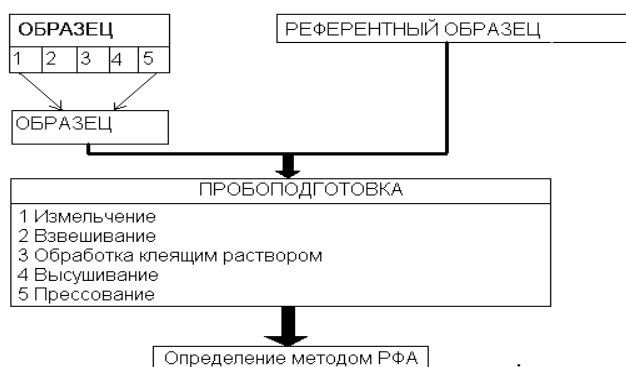 ОБРАЗЕЦ
РЕФЕРЕНТНЫЙ ОБРАЗЕЦ
1 2 3 4 5
ОБРАЗЕЦ
ПРОБОПОДГОТОВКА
1 Измельчение
2 Взвешивание
3 Обработка клеящим раствором
4 Высушивание
5 Прессование
Определение методом РФА
.